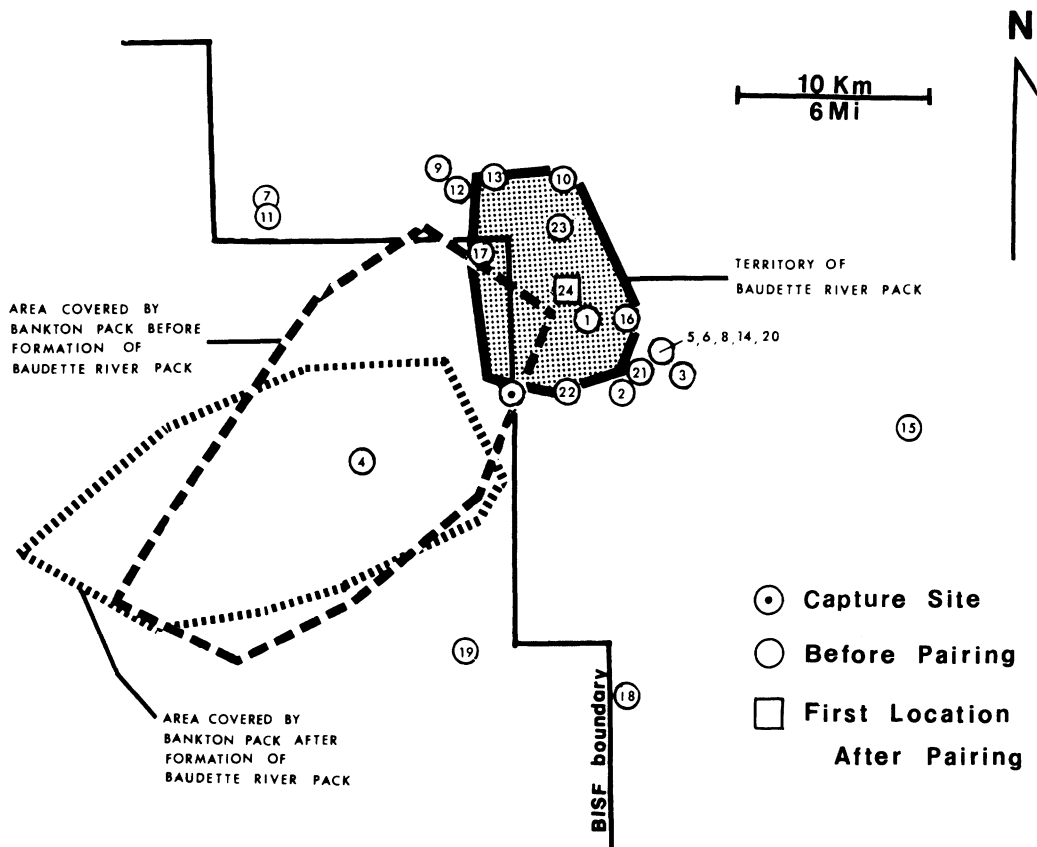 N
10 Km
6 Mi
9
13
10
12
7
11
23
17
24
TERRITORY OF
BAUDETTE RIVER PACK
1
16
AREA COVERED BY
BANKTON PACK BEFORE
FORMATION OF
BAUDETTE RIVER PACK
5,6,8,14,20
21
3
22
2
15
4
Capture Site
Before Pairing
19
18
First Location
After Pairing
BISF boundary
AREA COVERED BY
BANKTON PACK AFTER
FORMATION OF
BAUDETTE RIVER PACK